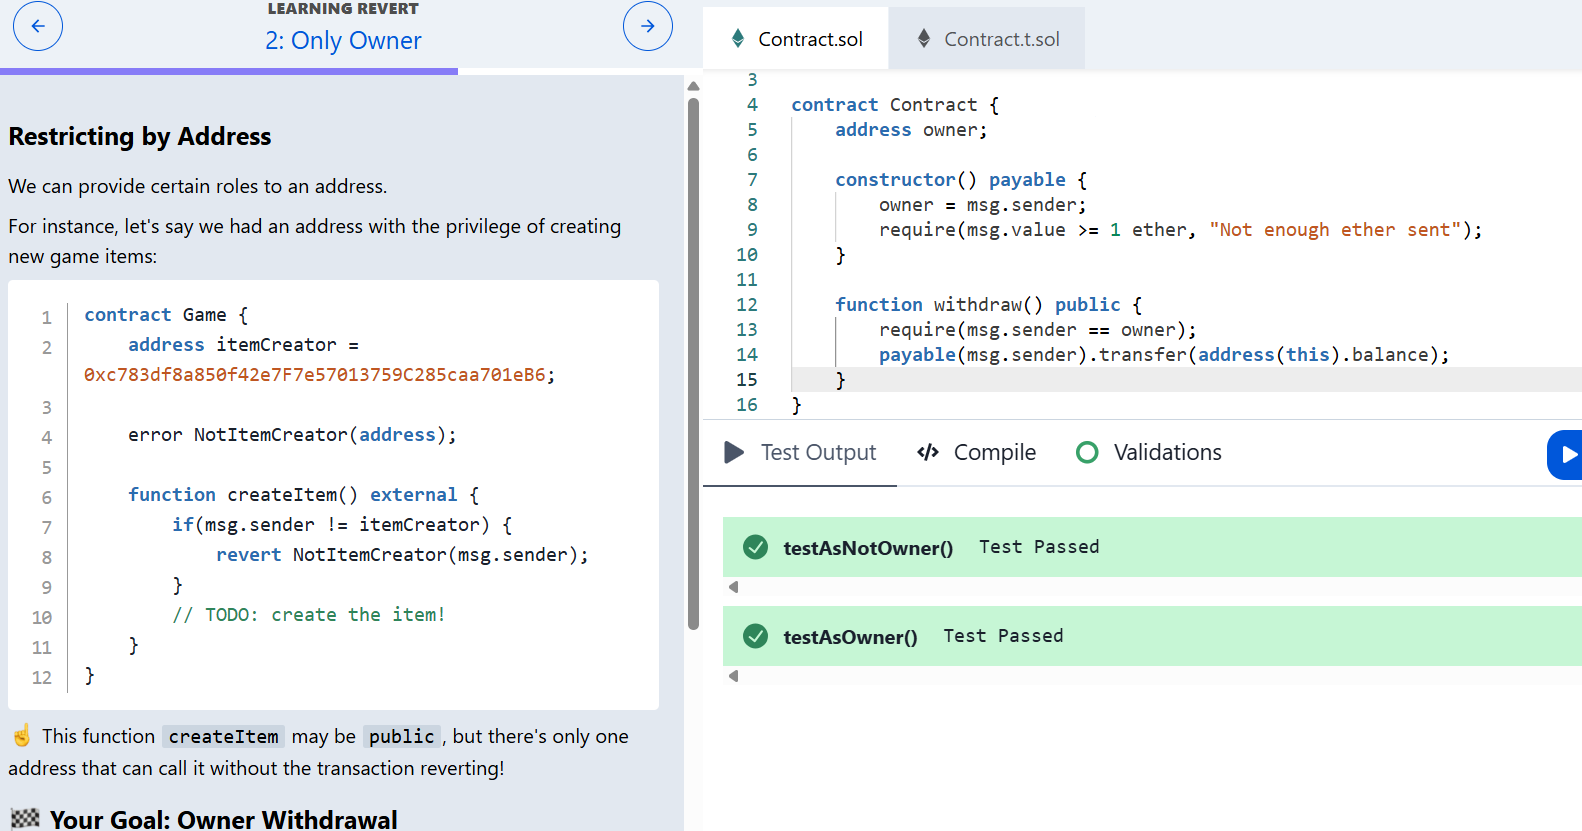 LEARNING REVERT
2: Only Owner
Restricting by Address
We can provide certain roles to an address.
For instance, let's say we had an address with the privilege of creating
new game items:
1 contract Game {
2 address itemCreator =
0xc783df8a850f42e7F7e57013759C285caa701eB6;
3
4 error NotItemCreator(address);
5
6 function createItem() external {
7 if(msg.sender != itemCreator) {
8 revert NotItemCreator(msg.sender);
9 }
10 // TODO: create the item!
11 }
12 }
☝️ This function createItem may be public, but there's only one
address that can call it without the transaction reverting!
🏁 Your Goal: Owner Withdrawal
Contract.sol
Contract.t.sol
3
4 contract Contract {
5 address owner;
6
7 constructor() payable {
8 owner = msg.sender;
9 require(msg.value >= 1 ether, "Not enough ether sent");
10 }
11
12 function withdraw() public {
13 require(msg.sender == owner);
14 payable(msg.sender).transfer(address(this).balance);
15 }
16 }
Test Output
</> Compile
Validations
testAsNotOwner() Test Passed
testAsOwner() Test Passed